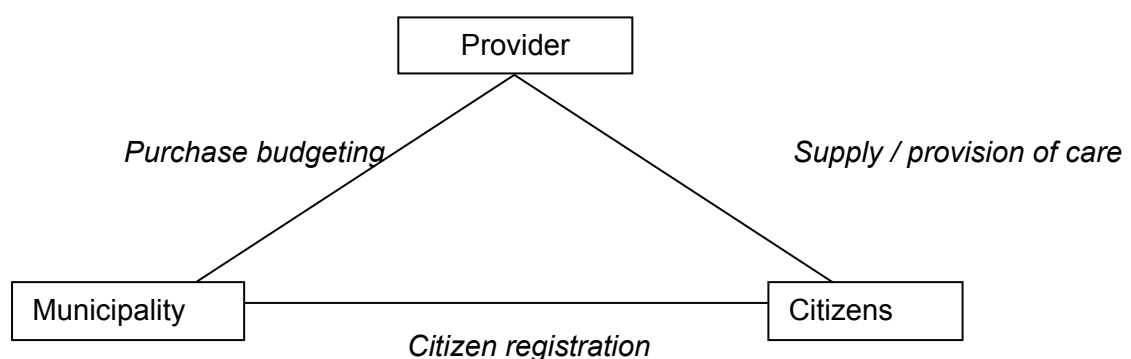 Provider
Purchase budgeting
Supply / provision of care
Municipality
Citizens
Citizen registration